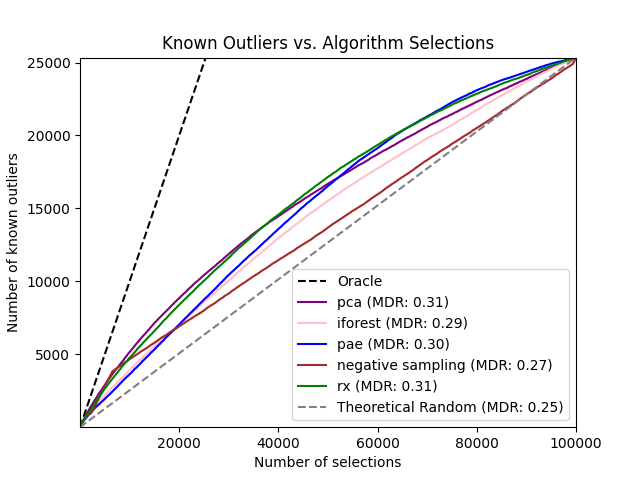 Known Outliers vs. Algorithm Selections
25000
20000
15000
10000
5000
Number of known outliers
Oracle
pca (MDR: 0.31)
iforest (MDR: 0.29)
pae (MDR: 0.30)
negative sampling (MDR: 0.27)
rx (MDR: 0.31)
Theoretical Random (MDR: 0.25)
20000 40000 60000 80000 100000
Number of selections